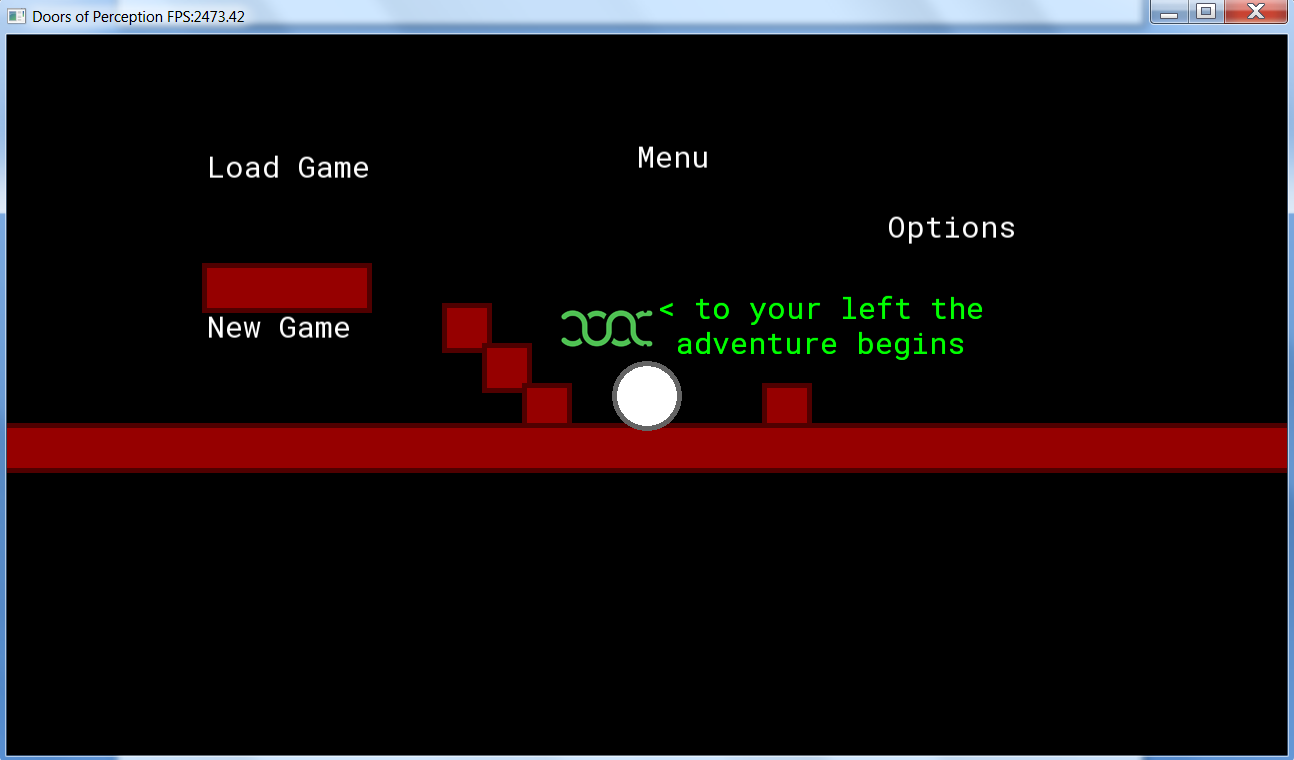 Doors of Perception FPS:2473.42
Menu
Load Game
Options
< to your left the
adventure begins
New Game